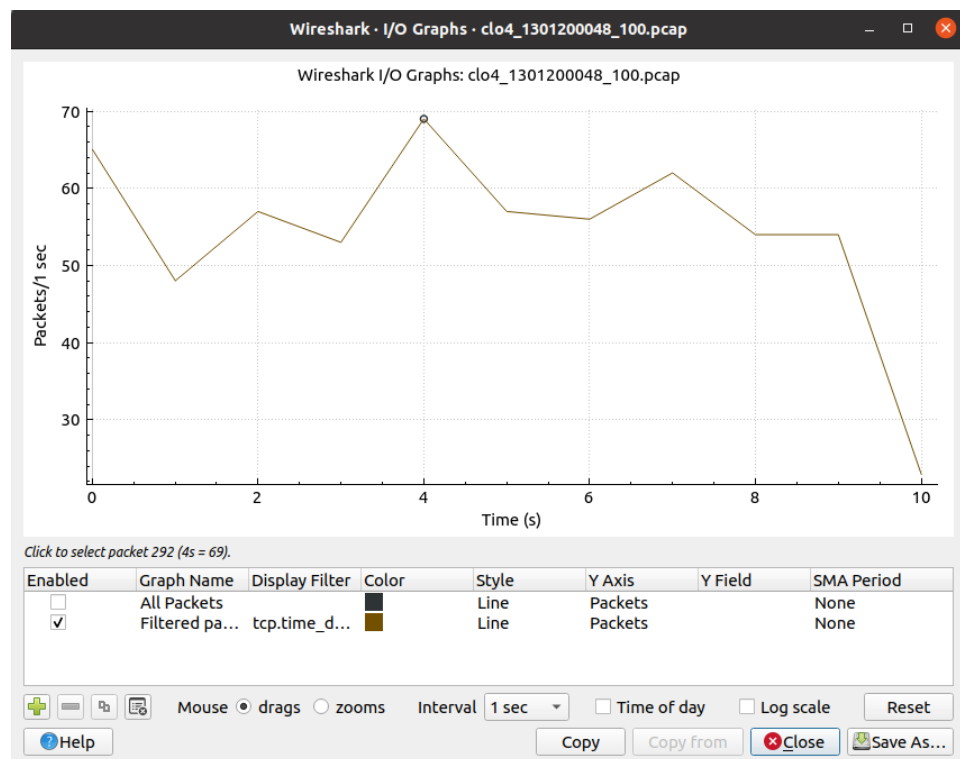 Wireshark · I/O Graphs · clo4_1301200048_100.pcap
Wireshark I/O Graphs: clo4_1301200048_100.pcap
70
60
50
40
30
Packets/1 sec
0 2 4 6 8 10
Time (s)
Click to select packet 292 (4s = 69).
Enabled Graph Name Display Filter Color Style Y Axis Y Field SMA Period
All Packets Line Packets None
Filtered pa... tcp.time_d... Line Packets None
Mouse drags zooms Interval 1 sec Time of day Log scale Reset
Help Copy Copy from Close Save As...